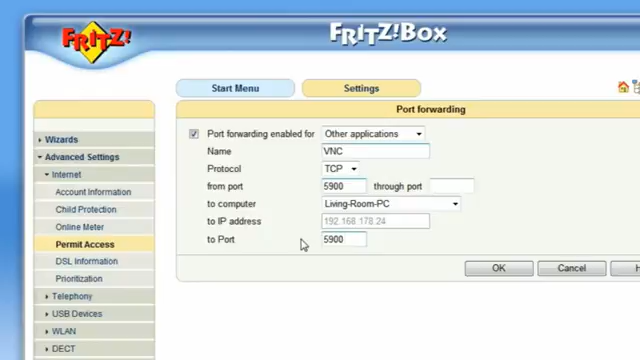 FRITZ!
FRITZ!BOX
Start Menu
Settings
Port forwarding
Port forwarding enabled for
Other applications
Name
VNC
Protocol
TCP
from port
5900
through port
to computer
Living-Room-PC
to IP address
192.168.178.24
to Port
5900
OK
Cancel
H
Wizards
Advanced Settings
Internet
Account Information
Child Protection
Online Meter
Permit Access
DSL Information
Prioritization
Telephony
USB Devices
WLAN
DECT